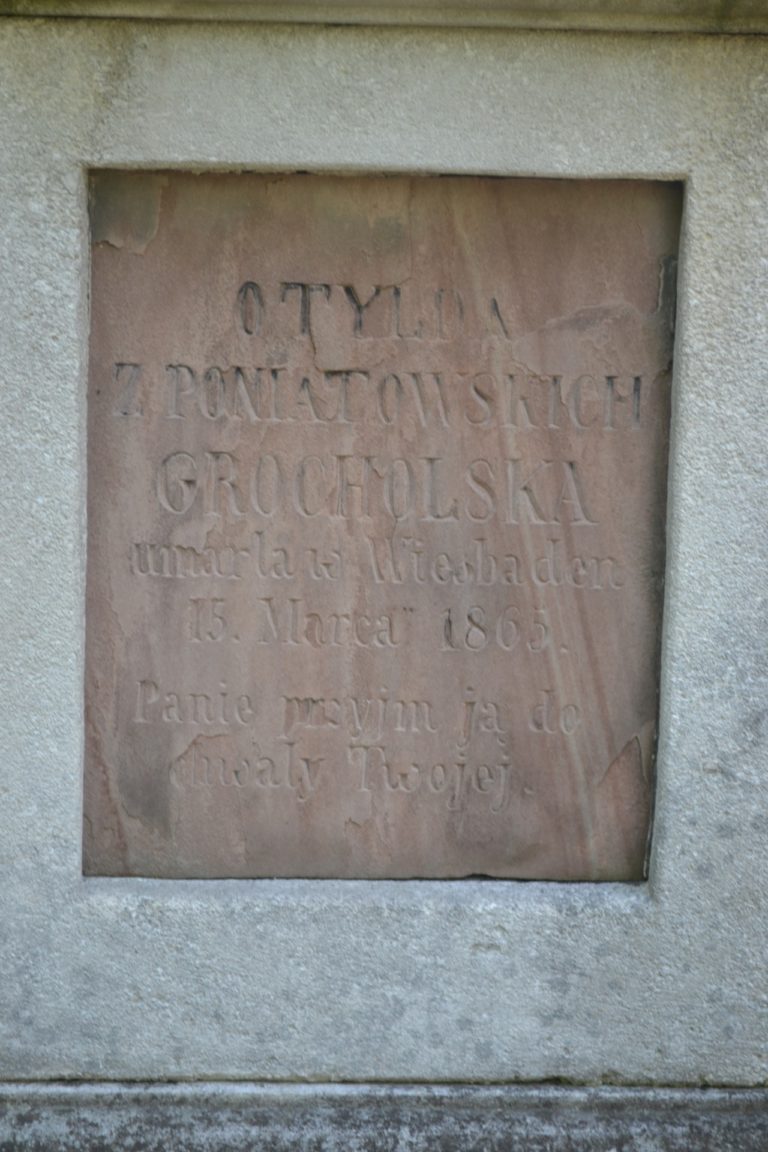 OTYLDA
Z PONIATOWSKICH
GROCHOLSKA
umarła w Wiesbaden
15. Marca 1865.
Panie przyjm ją do
chwały Twojej.